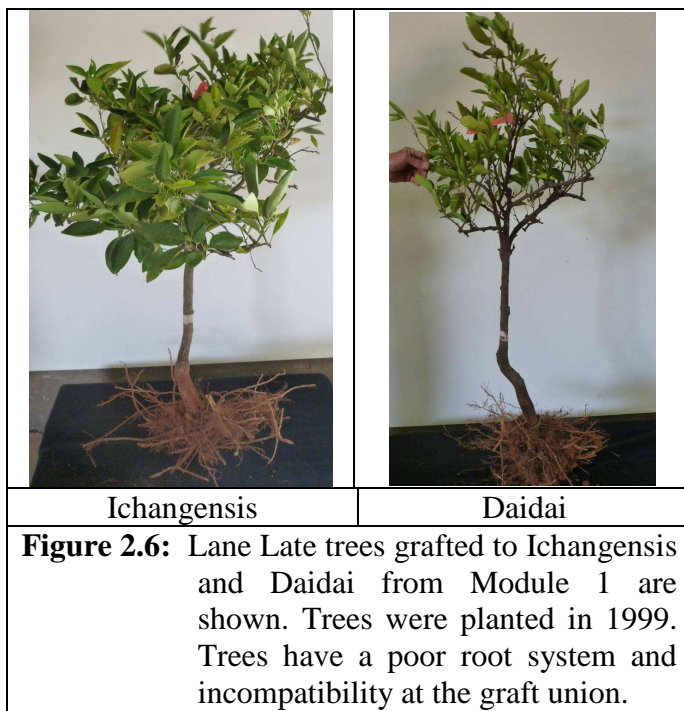 Ichangensis
Daidai
Figure 2.6: Lane Late trees grafted to Ichangensis
and Daidai from Module 1 are
shown. Trees were planted in 1999.
Trees have a poor root system and
incompatibility at the graft union.